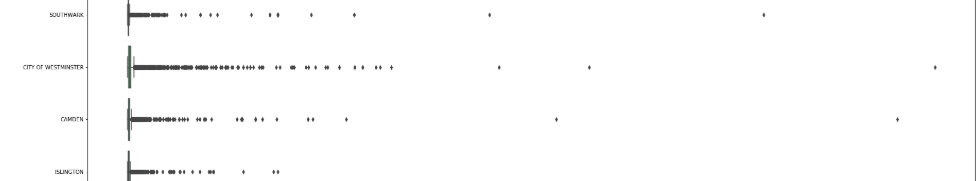 SOUTHWARK
CITY OF WESTMINSTER
CAMDEN
ISLINGTON